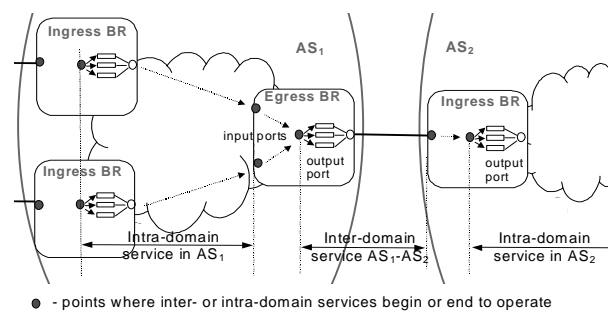 Ingress BR
AS1
AS2
Egress BR
Ingress BR
input ports
output
port
output
port
Ingress BR
Intra-domain
service in AS1
Inter-domain
service AS1-AS2
Intra-domain
service in AS2
- points where inter- or intra-domain services begin or end to operate